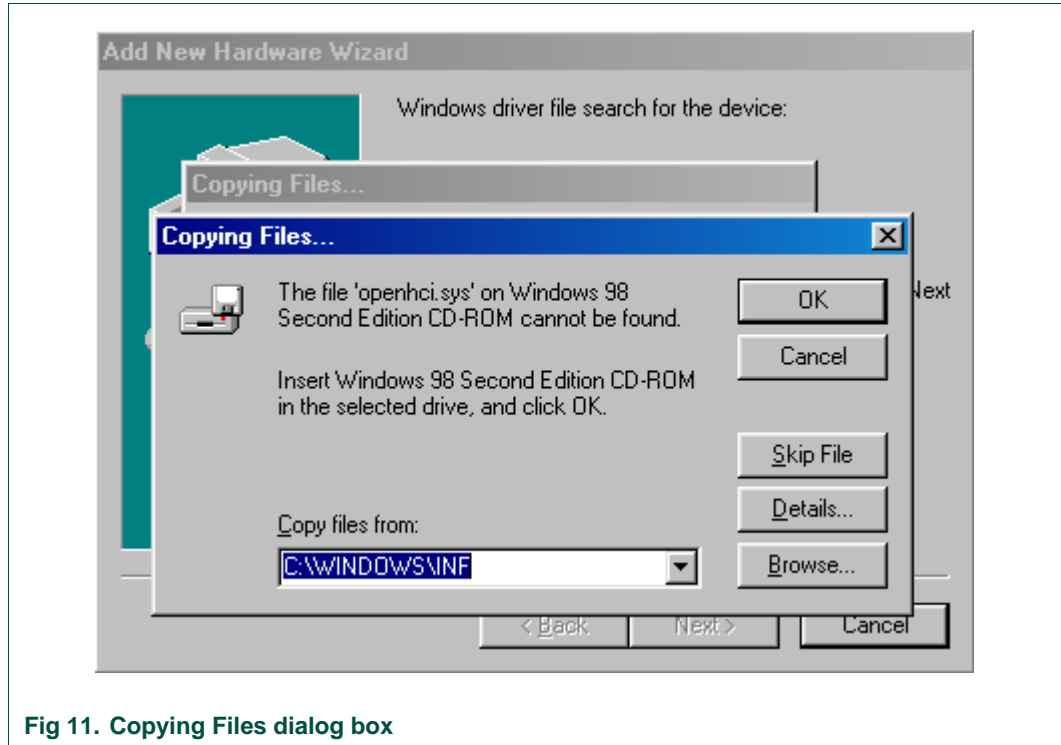 Add New Hardware Wizard
Windows driver file search for the device:
Copying Files...
Copying Files...
The file 'openhci.sys' on Windows 98
Second Edition CD-ROM cannot be found.
Insert Windows 98 Second Edition CD-ROM
in the selected drive, and click OK.
OK
Next
Cancel
Skip File
Details...
Browse...
Copy files from:
C:\WINDOWS\INF
< Back
Next >
Cancel
Fig 11. Copying Files dialog box